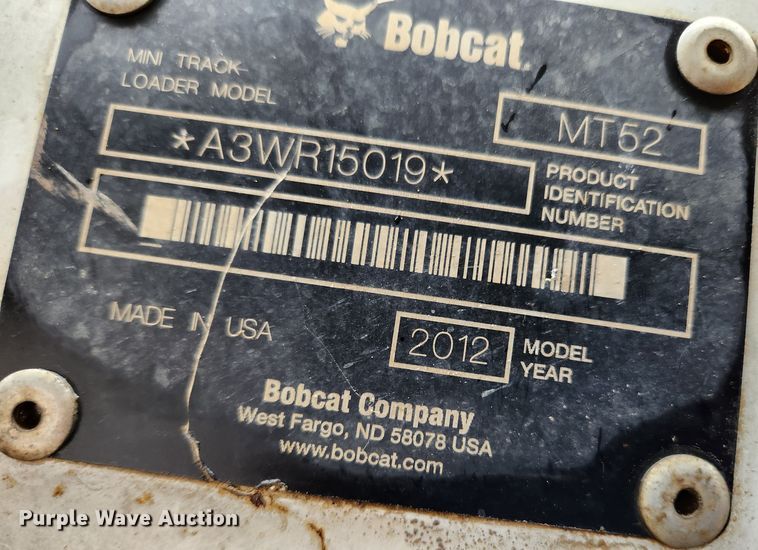 Bobcat.
MINI TRACK
LOADER MODEL
MT52
*A3WR15019*
PRODUCT
IDENTIFICATION
NUMBER
MADE IN USA
2012
MODEL
YEAR
Bobcat Company
West Fargo, ND 58078 USA
www.bobcat.com
Purple Wave Auction